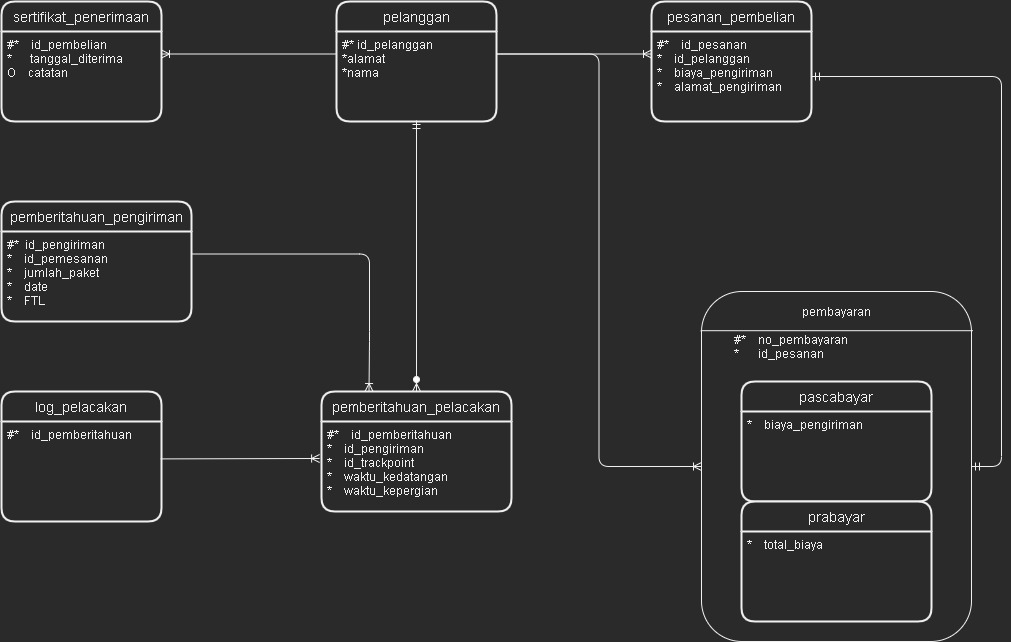 sertifikat_penerimaan
#* id_pembelian
* tanggal_diterima
O catatan
pelanggan
#* id_pelanggan
*alamat
*nama
pesanan_pembelian
#* id_pesanan
* id_pelanggan
* biaya_pengiriman
* alamat_pengiriman
pemberitahuan_pengiriman
#* id_pengiriman
* id_pemesanan
* jumlah_paket
* date
* FTL
pembayaran
#* no_pembayaran
* id_pesanan
pascabayar
* biaya_pengiriman
prabayar
* total_biaya
log_pelacakan
#* id_pemberitahuan
pemberitahuan_pelacakan
#* id_pemberitahuan
* id_pengiriman
* id_trackpoint
* waktu_kedatangan
* waktu_kepergian